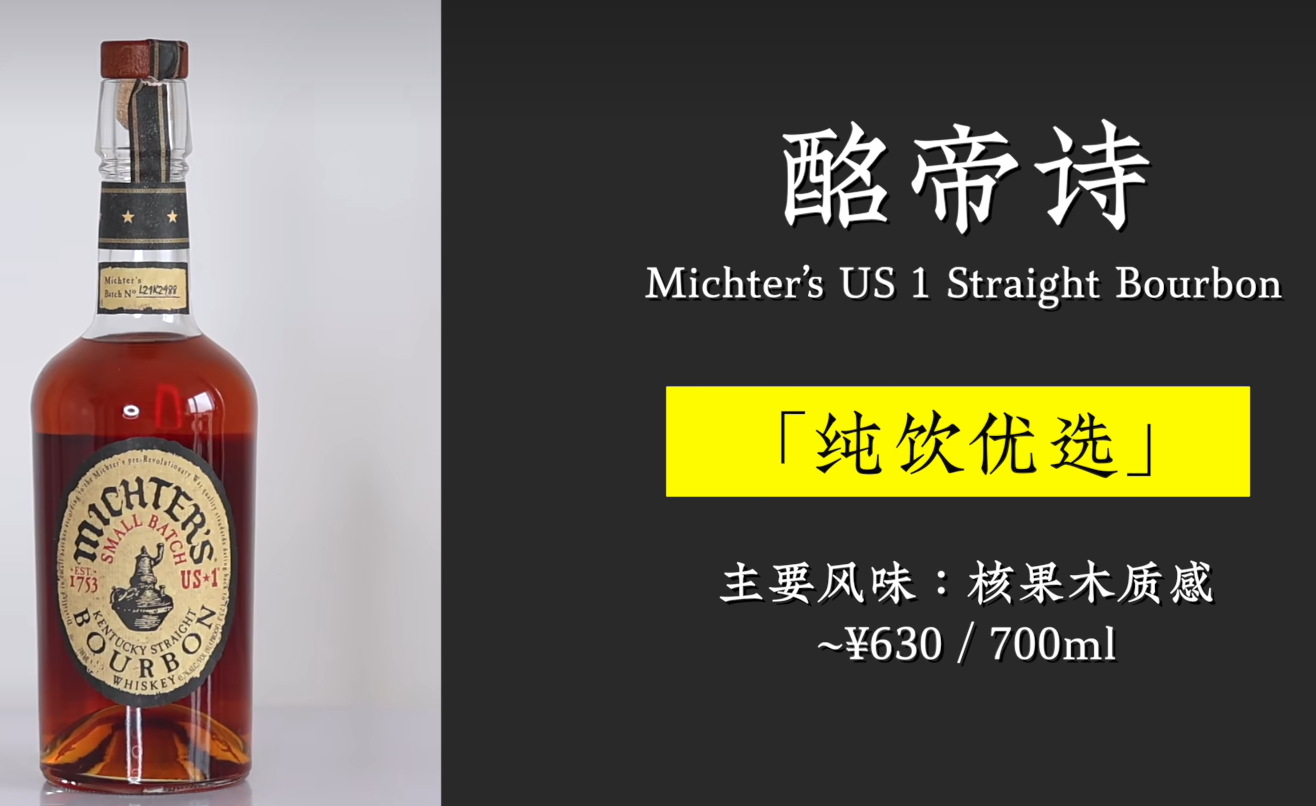 Michter's
Batch Nº L21K2488
MICHTER'S
SMALL BATCH
EST. 1753
US★1
KENTUCKY STRAIGHT
BOURBON
WHISKEY
酩帝诗
Michter's US 1 Straight Bourbon
「纯饮优选」
主要风味：核果木质感
~¥630 / 700ml